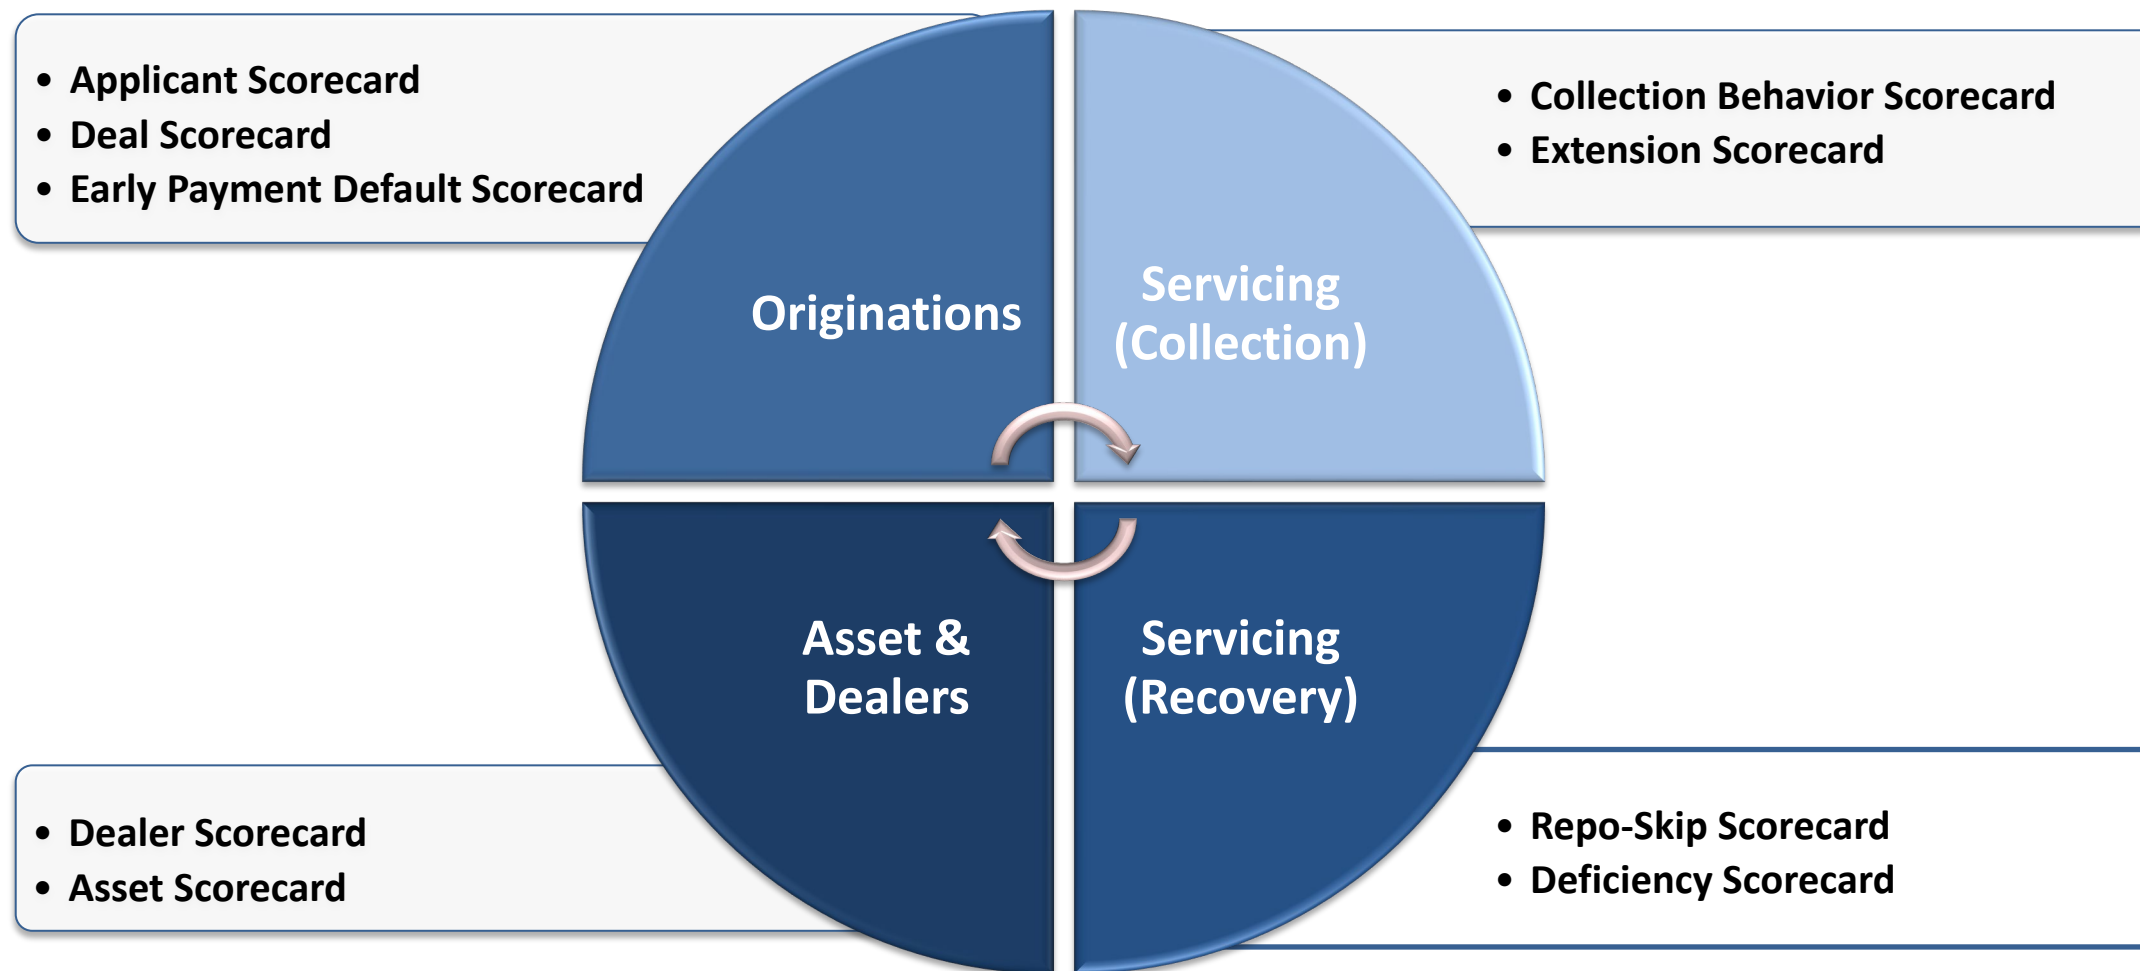 • Applicant Scorecard
• Deal Scorecard
• Early Payment Default Scorecard
• Collection Behavior Scorecard
• Extension Scorecard
Originations
Servicing
(Collection)
Asset &
Dealers
Servicing
(Recovery)
• Dealer Scorecard
• Asset Scorecard
• Repo-Skip Scorecard
• Deficiency Scorecard